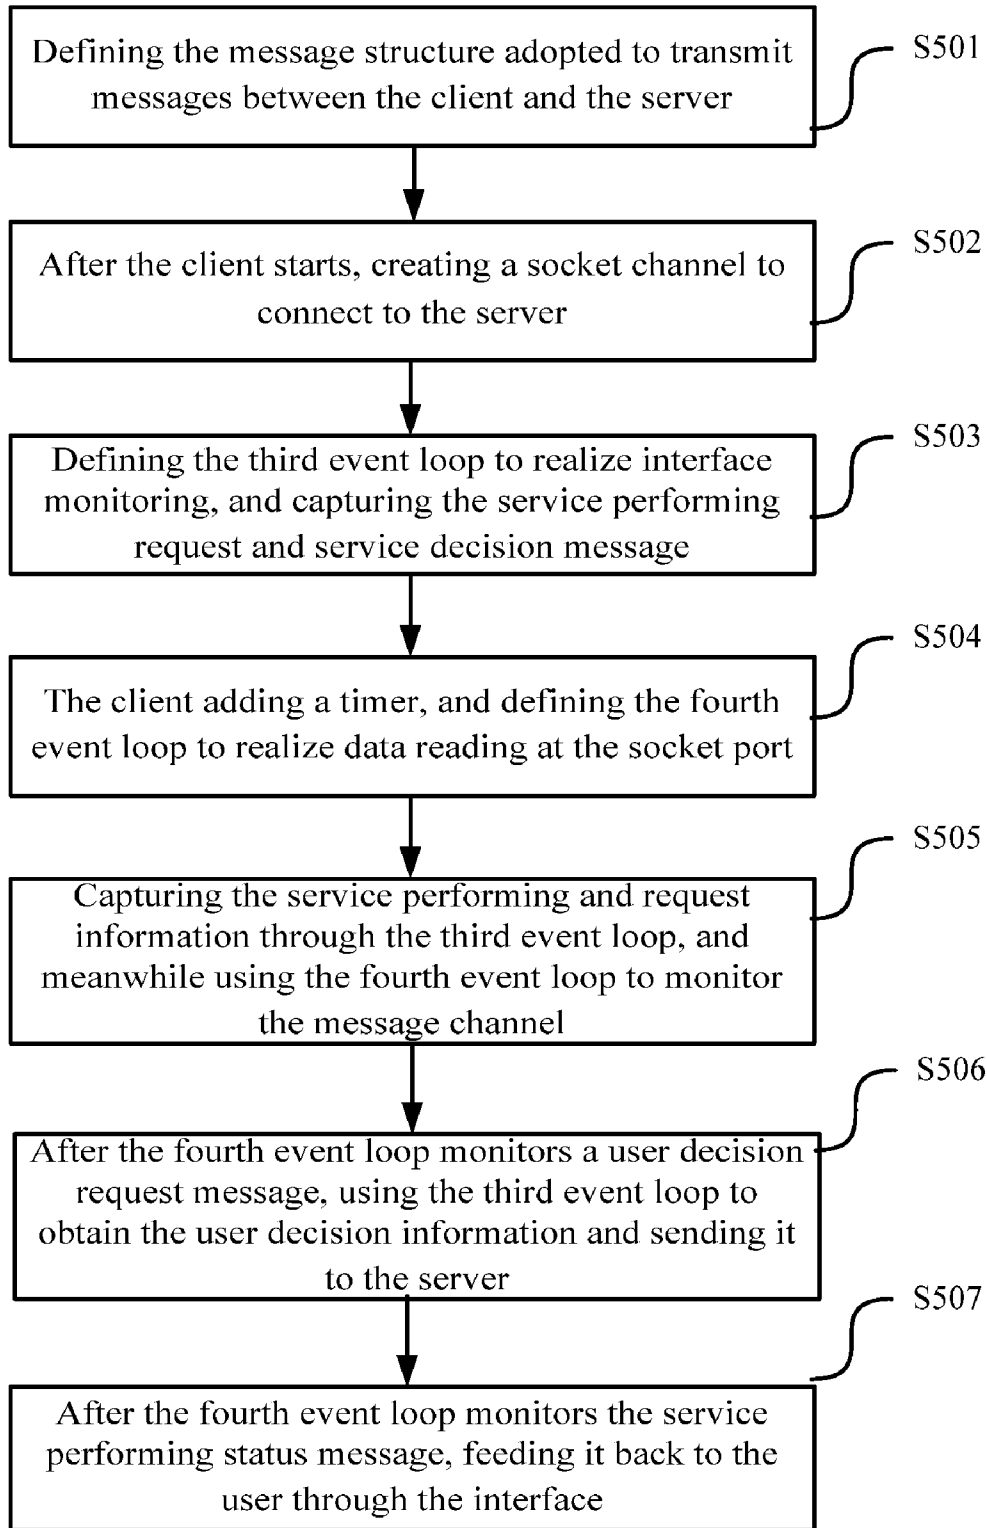 Defining the message structure adopted to transmit
messages between the client and the server
S501
After the client starts, creating a socket channel to
connect to the server
S502
Defining the third event loop to realize interface
monitoring, and capturing the service performing
request and service decision message
S503
The client adding a timer, and defining the fourth
event loop to realize data reading at the socket port
S504
Capturing the service performing and request
information through the third event loop, and
meanwhile using the fourth event loop to monitor
the message channel
S505
After the fourth event loop monitors a user decision
request message, using the third event loop to
obtain the user decision information and sending it
to the server
S506
After the fourth event loop monitors the service
performing status message, feeding it back to the
user through the interface
S507